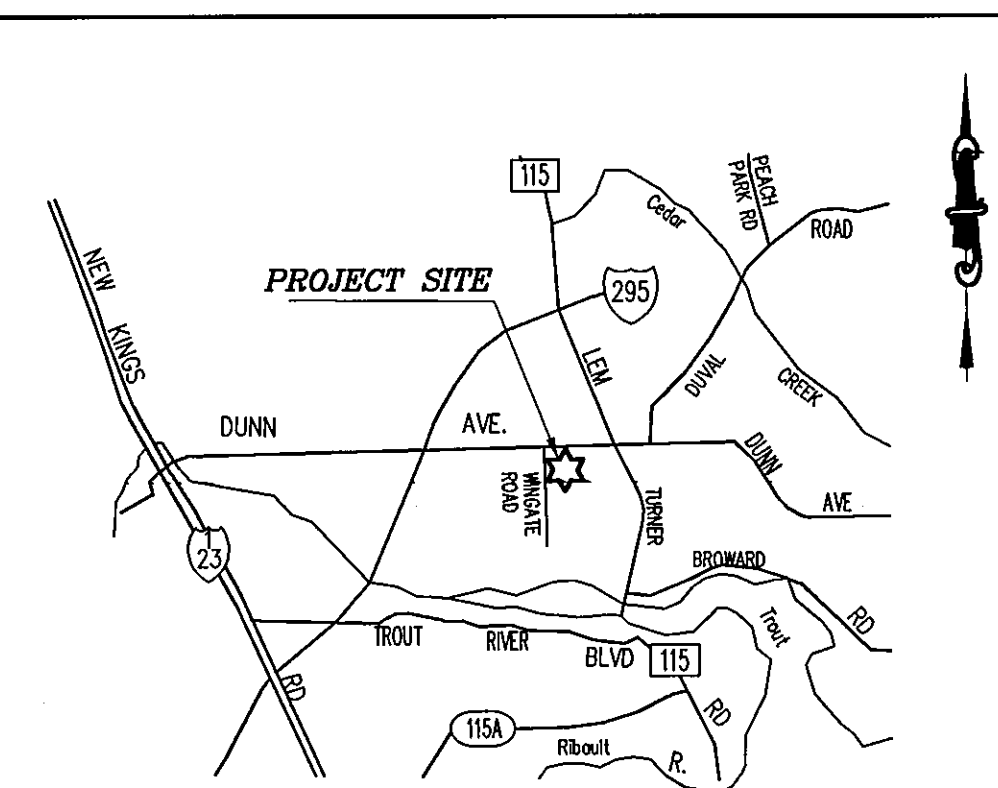 115
PEACH
PARK RD
Cedar
ROAD
NEW
PROJECT SITE
295
KINGS
LEM
DUVAL
CREEK
DUNN
AVE.
DUNN
WINGATE
ROAD
TURNER
AVE
1
23
BROWARD
RD
Trout
TROUT
RIVER
BLVD
115
RD
RD
115A
Riboult
R.